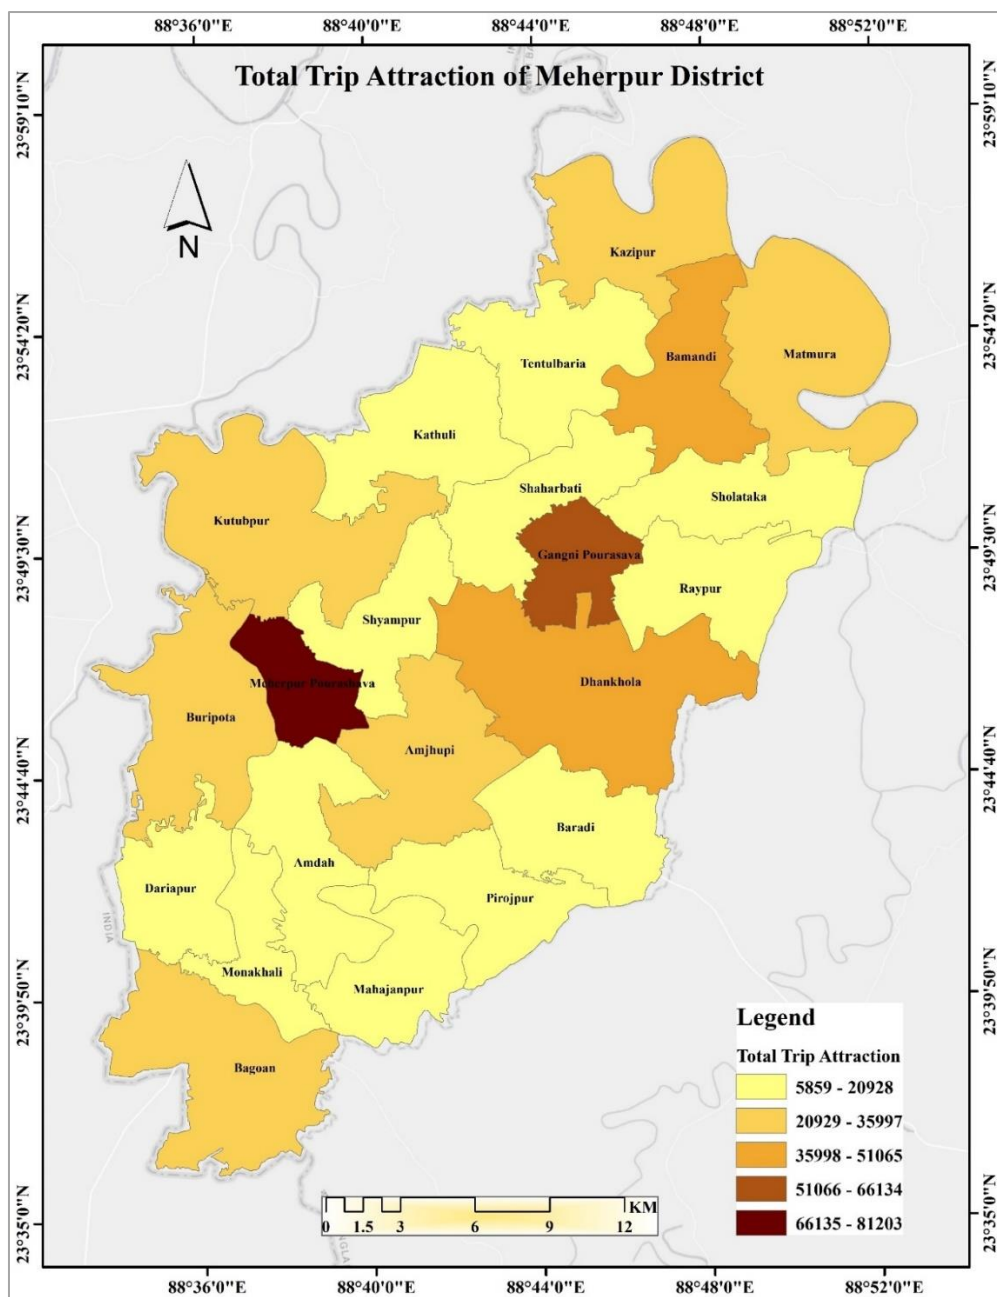 88°36'0"E 88°40'0"E 88°44'0"E 88°48'0"E 88°52'0"E
Total Trip Attraction of Meherpur District
23°59'10"N 23°59'10"N
N
Kazipur
23°54'20"N 23°54'20"N
Tentulbaria Bamandi Matmura
Kathuli
Shaharbati Sholataka
Kutubpur
23°49'30"N 23°49'30"N
Gangni Pourasava
Raypur
Shyampur
Meherpur Pourashava Dhankhola
Buripota
Amjhupi
23°44'40"N 23°44'40"N
Baradi
Amdah
Dariapur
Pirojpur
INDIA
Monakhali
Mahajanpur
23°39'50"N 23°39'50"N
Bagoan
Legend
Total Trip Attraction
5859 - 20928
20929 - 35997
35998 - 51065
51066 - 66134
66135 - 81203
KM
0 1.5 3 6 9 12
23°35'0"N 23°35'0"N
88°36'0"E 88°40'0"E 88°44'0"E 88°48'0"E 88°52'0"E